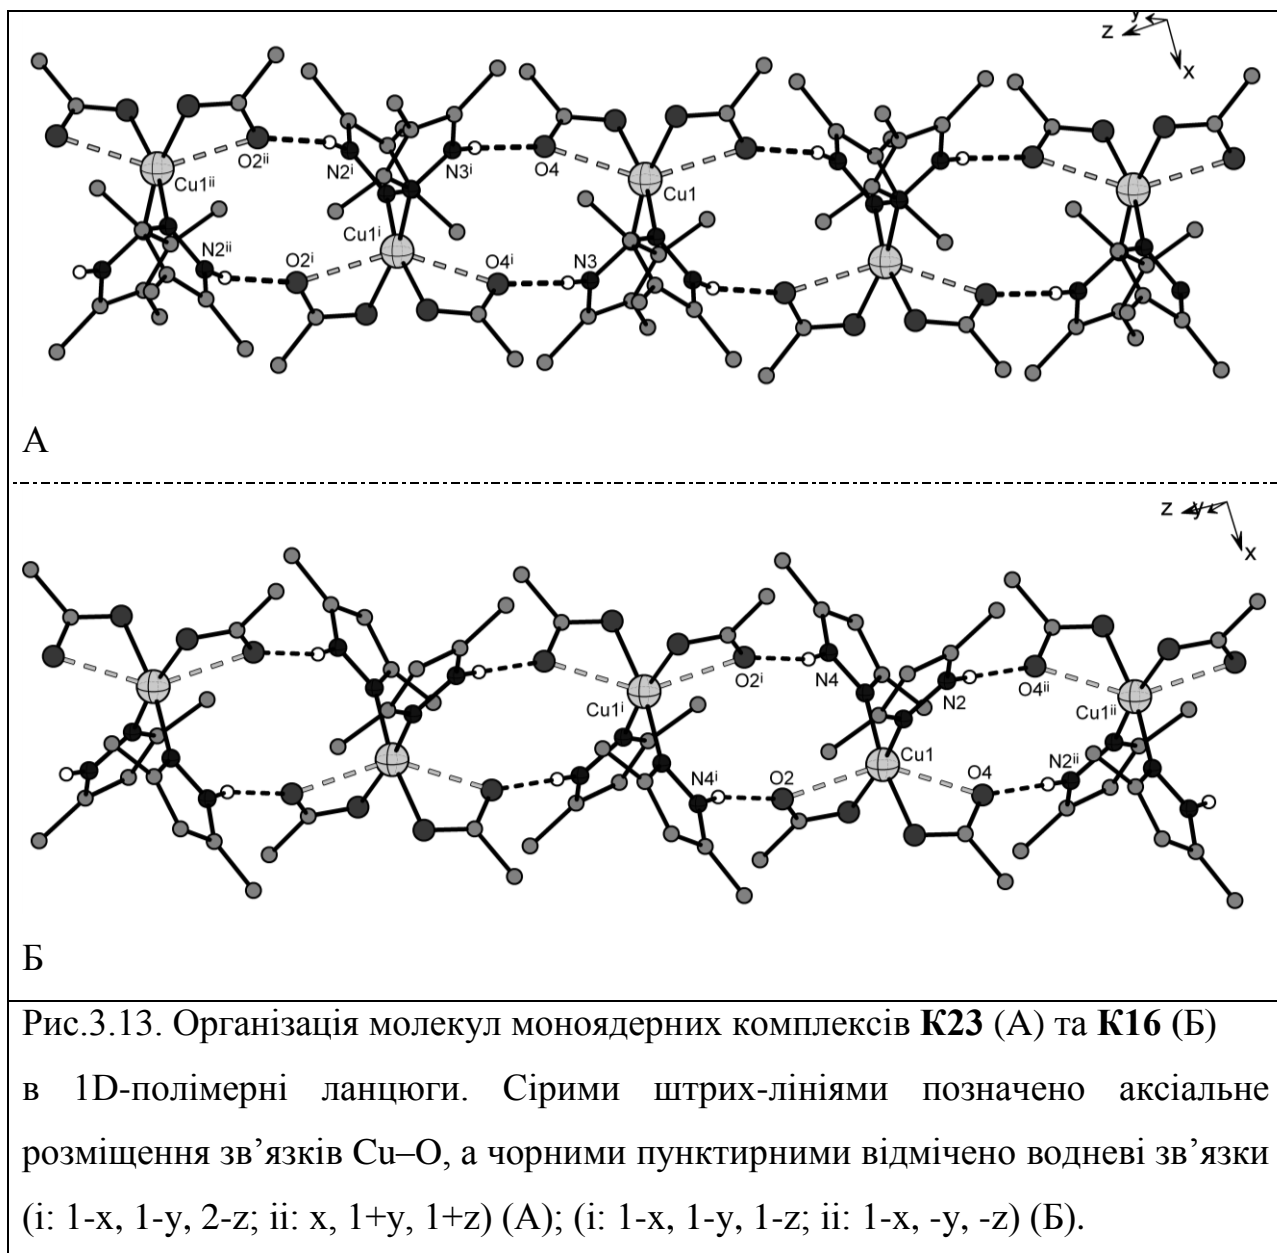 y
z
x
O2ii
N2i
N3i
O4
Cu1ii
Cu1
Cu1i
N2ii
O2i
O4i
N3
А
z y
x
O2i
N4
N2
O4ii
Cu1i
Cu1ii
Cu1
N4i
O2
O4
N2ii
Б
Рис.3.13. Організація молекул моноядерних комплексів К23 (А) та К16 (Б)
в 1D-полімерні ланцюги. Сірими штрих-лініями позначено аксіальне
розміщення зв’язків Cu–O, а чорними пунктирними відмічено водневі зв’язки
(i: 1-x, 1-y, 2-z; ii: x, 1+y, 1+z) (А); (i: 1-x, 1-y, 1-z; ii: 1-x, -y, -z) (Б).